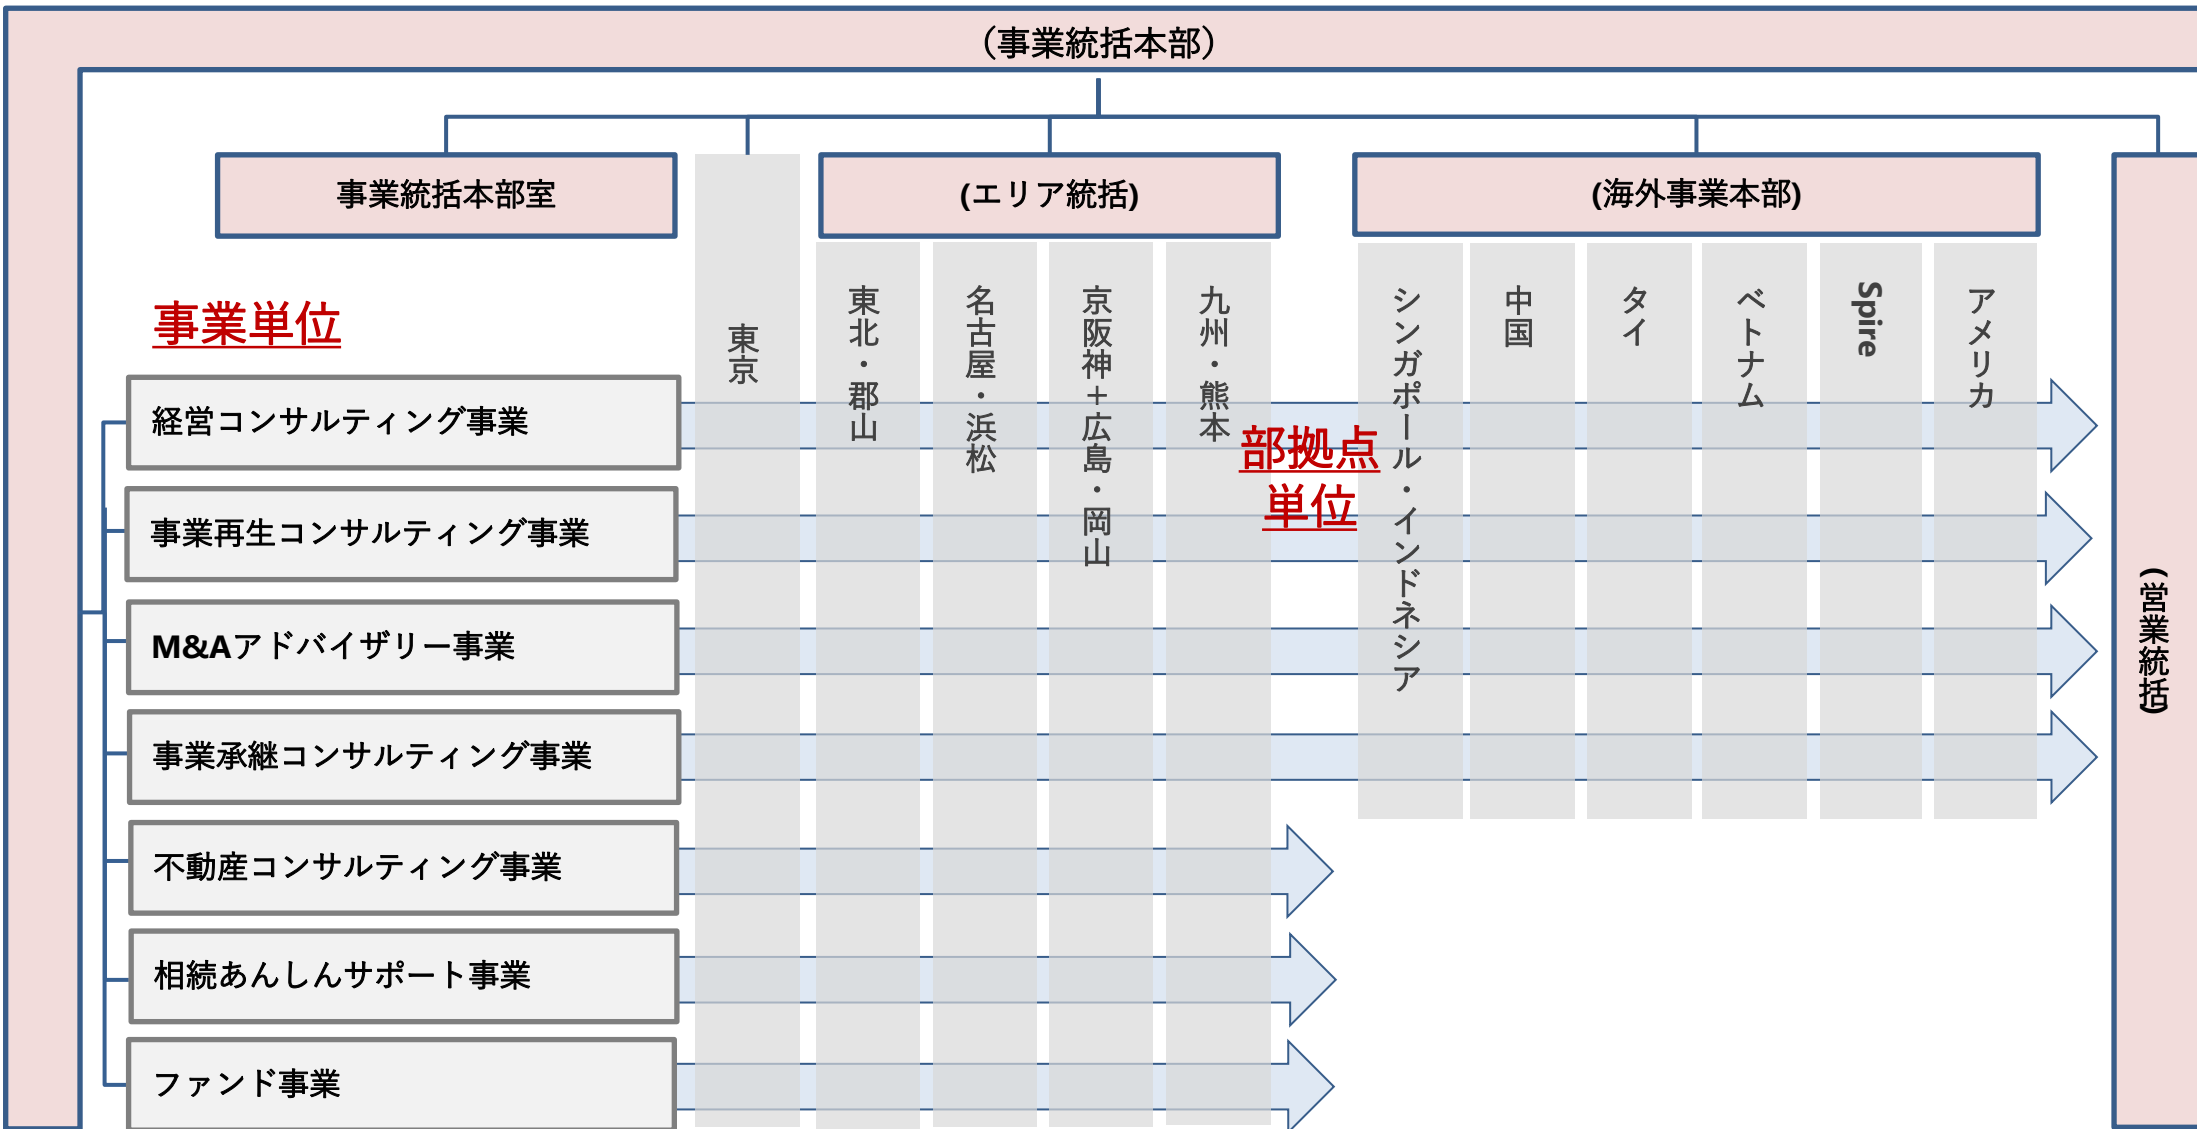 （事業統括本部）
事業統括本部室
(エリア統括)
(海外事業本部)
事業単位
東京
東北・郡山
名古屋・浜松
京阪神＋広島・岡山
九州・熊本
部拠点
単位
シンガポール・インドネシア
中国
タイ
ベトナム
Spire
アメリカ
(営業統括)
経営コンサルティング事業
事業再生コンサルティング事業
M&Aアドバイザリー事業
事業承継コンサルティング事業
不動産コンサルティング事業
相続あんしんサポート事業
ファンド事業